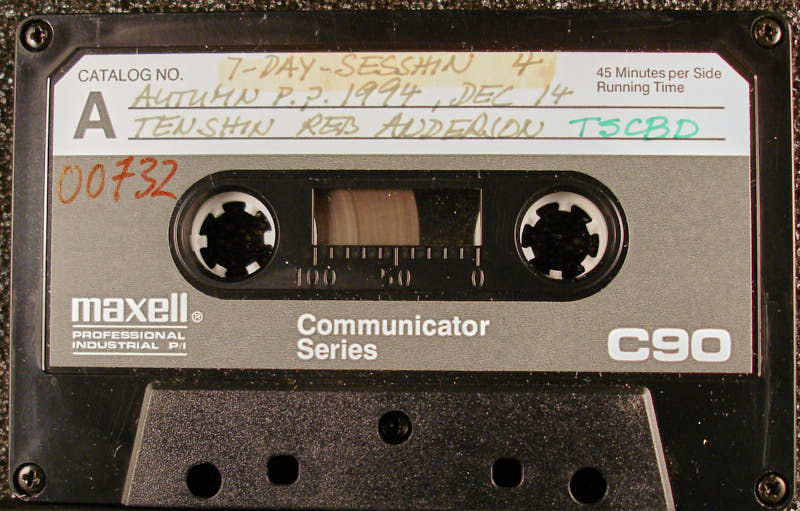 7-DAY-SESSHIN 4
CATALOG NO.
45 Minutes per Side
Running Time
A
AUTUMN P.P. 1994, DEC 14
TENSHIN REB ANDERSON TSCBD
00732
100 50 0
maxell®
PROFESSIONAL
INDUSTRIAL P/I
Communicator
Series
C90